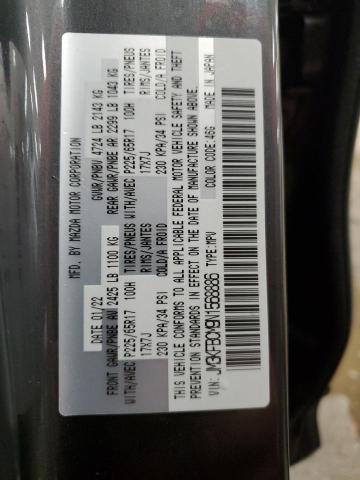 MFD. BY MAZDA MOTOR CORPORATION
DATE 01/22 GVWR/PNBV 4724 LB 2143 KG
FRONT GAWR/PNBE AV 2425 LB 1100 KG REAR GAWR/PNBE AR 2299 LB 1043 KG
WITH/AVEC P225/65R17 100H TIRES/PNEUS WITH/AVEC P225/65R17 100H TIRES/PNEUS
17X7J RIMS/JANTES 17X7J RIMS/JANTES
230 KPA/34 PSI COLD/A FROID 230 KPA/34 PSI COLD/A FROID
THIS VEHICLE CONFORMS TO ALL APPLICABLE FEDERAL MOTOR VEHICLE SAFETY AND THEFT
PREVENTION STANDARDS IN EFFECT ON THE DATE OF MANUFACTURE SHOWN ABOVE.
COLOR: 46G MADE IN JAPAN
VIN: JM3KFBCM9N1568886 TYPE: MPV